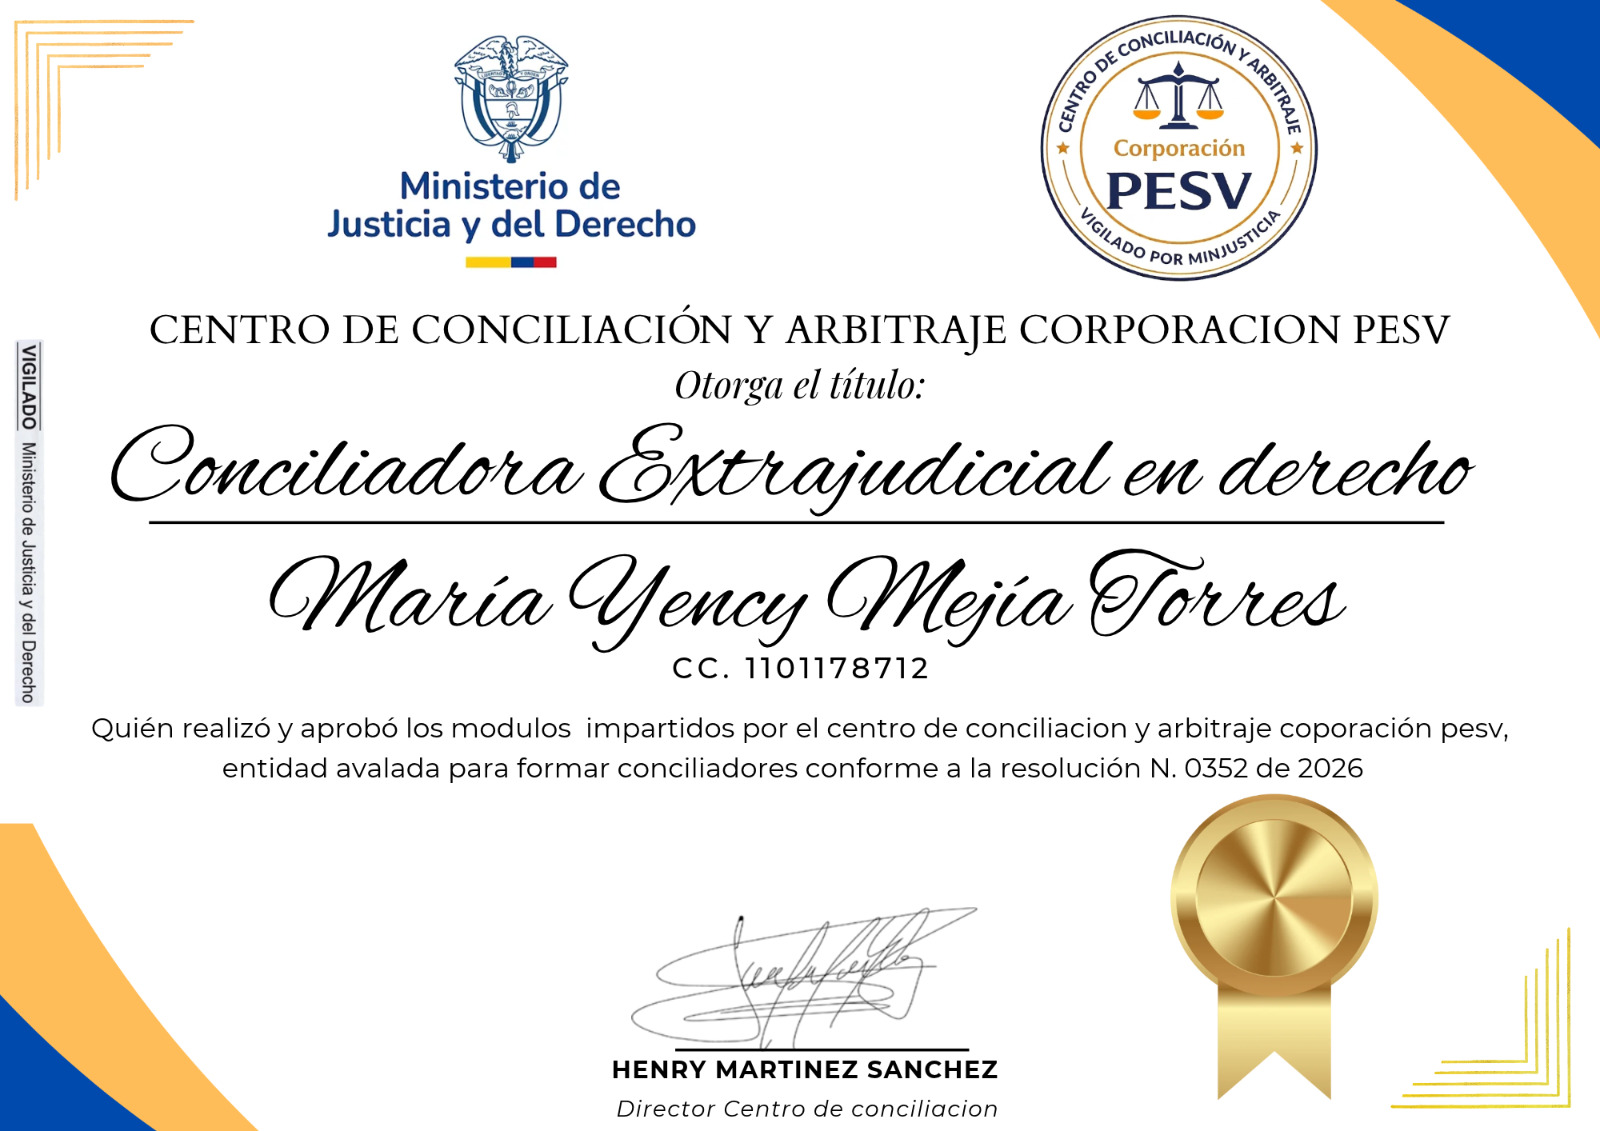 Ministerio de
Justicia y del Derecho
CENTRO DE CONCILIACIÓN Y ARBITRAJE
Corporación
PESV
VIGILADO POR MINJUSTICIA
CENTRO DE CONCILIACIÓN Y ARBITRAJE CORPORACION PESV
Otorga el título:
Conciliadora Extrajudicial en derecho
María Yency Mejía Torres
CC. 1101178712
Quién realizó y aprobó los modulos impartidos por el centro de conciliacion y arbitraje coporación pesv,
entidad avalada para formar conciliadores conforme a la resolución N. 0352 de 2026
VIGILADO Ministerio de Justicia y del Derecho
HENRY MARTINEZ SANCHEZ
Director Centro de conciliacion